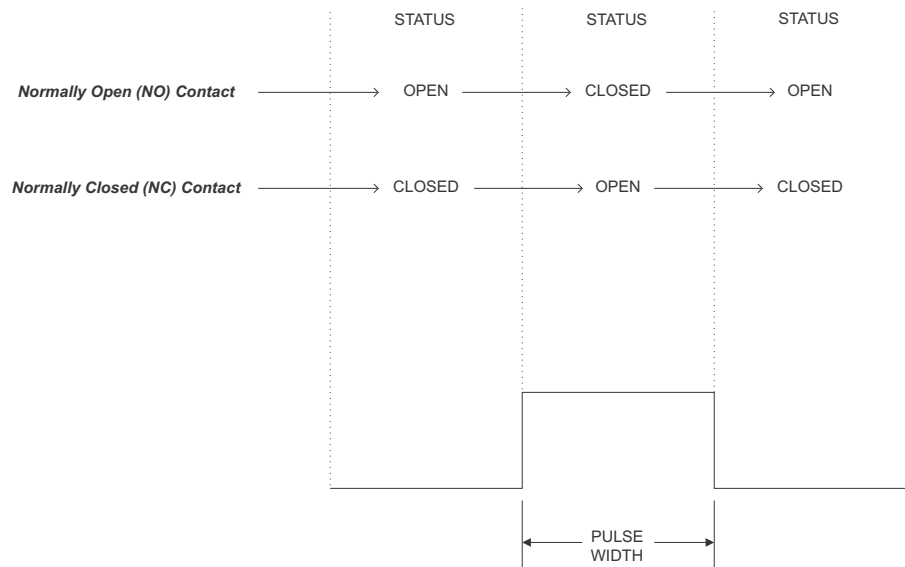 STATUS STATUS STATUS
Normally Open (NO) Contact OPEN CLOSED OPEN
Normally Closed (NC) Contact CLOSED OPEN CLOSED
PULSE
WIDTH